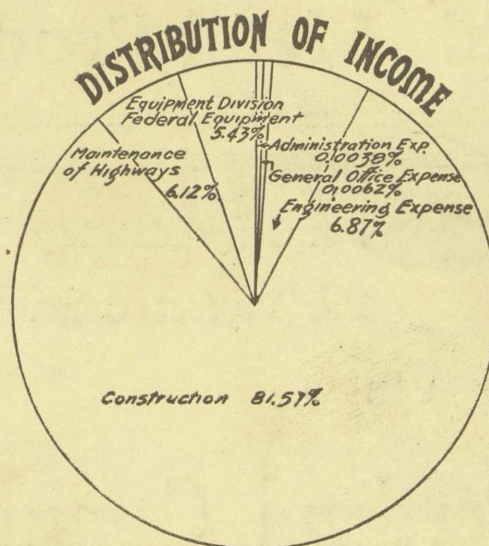 DISTRIBUTION OF INCOME
Equipment Division
Federal Equipment
5.43%
Administration Exp.
0.0038%
General Office Expense
0.0062%
Engineering Expense
6.87%
Maintenance
of Highways
6.12%
Construction 81.57%